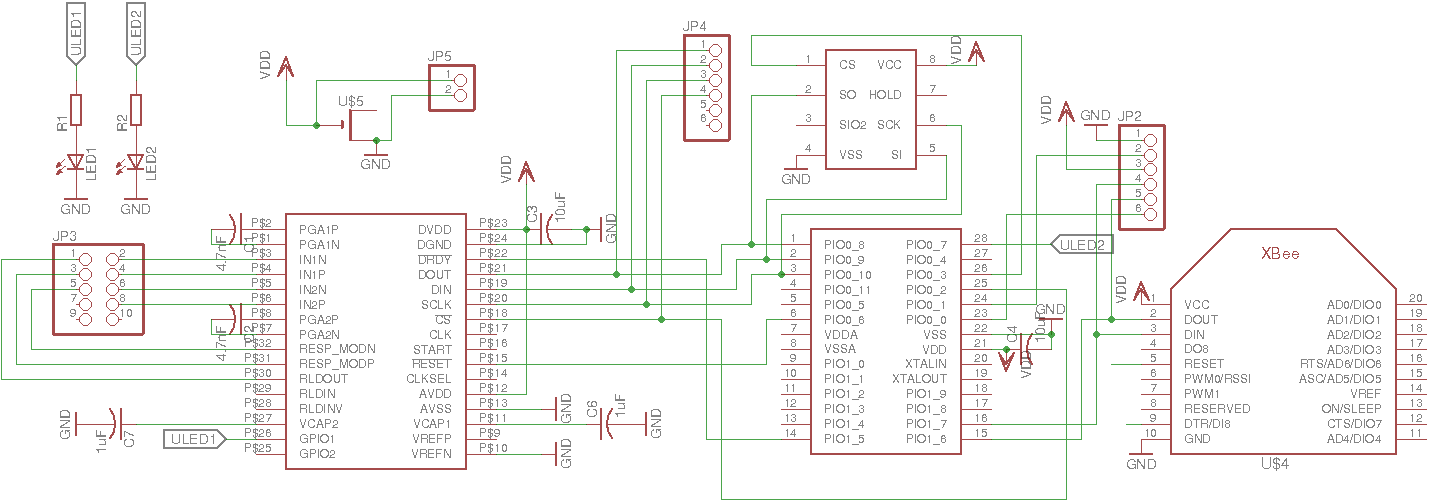 ULED1
ULED2
R1
R2
LED1
LED2
GND
GND
VDD
U$5
GND
JP5
1
2
JP4
1
2
3
4
5
6
1 CS VCC 8
2 SO HOLD 7
3 SIO2 SCK 6
4 VSS SI 5
VDD
GND
VDD
GND
JP2
1
2
3
4
5
6
JP3
1 2
3 4
5 6
7 8
9 10
4.7nF
C1
4.7nF
C2
P$2 PGA1P DVDD P$23
P$1 PGA1N DGND P$24
P$3 IN1N DRDY P$22
P$4 IN1P DOUT P$21
P$5 IN2N DIN P$20
P$6 IN2P SCLK P$19
P$8 PGA2P CS P$18
P$7 PGA2N CLK P$17
P$32 RESP_MODN START P$16
P$31 RESP_MODP RESET P$15
P$30 RLDOUT CLKSEL P$14
P$29 RLDIN AVDD P$12
P$28 RLDINV AVSS P$13
P$27 VCAP2 VCAP1 P$11
P$26 GPIO1 VREFP P$9
P$25 GPIO2 VREFN P$10
VDD
C3
10uF
GND
GND
1uF
C7
ULED1
GND
C6
1uF
GND
GND
1 PIO0_8 PIO0_7 28
2 PIO0_9 PIO0_4 27
3 PIO0_10 PIO0_3 26
4 PIO0_11 PIO0_2 25
5 PIO0_5 PIO0_1 24
6 PIO0_6 PIO0_0 23
7 VDDA VSS 22
8 VSSA VDD 21
9 PIO1_0 XTALIN 20
10 PIO1_1 XTALOUT 19
11 PIO1_2 PIO1_9 18
12 PIO1_3 PIO1_8 17
13 PIO1_4 PIO1_7 16
14 PIO1_5 PIO1_6 15
ULED2
GND
C4
10uF
VDD
VDD
XBee
1 VCC AD0/DIO0 20
2 DOUT AD1/DIO1 19
3 DIN AD2/DIO2 18
4 DO8 AD3/DIO3 17
5 RESET RTS/AD6/DIO6 16
6 PWM0/RSSI ASC/AD5/DIO5 15
7 PWM1 VREF 14
8 RESERVED ON/SLEEP 13
9 DTR/DI8 CTS/DIO7 12
10 GND AD4/DIO4 11
GND
U$4